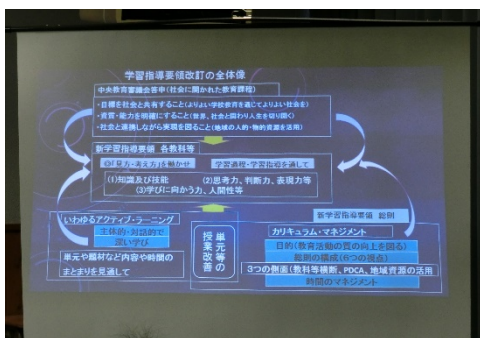 学習指導要領改訂の全体像
中央教育審議会答申(社会に開かれた教育課程)
・目標を社会と共有すること(よりよい学校教育を通じてよりよい社会を)
・資質・能力を明確にすること(世界、社会と関わり人生を切り開く)
・社会と連携しながら実現を図ること(地域の人的・物的資源を活用)
新学習指導要領 各教科等
◎「見方・考え方」を働かせ
学習過程・学習指導を通して
(1)知識及び技能 (2)思考力、判断力、表現力等
(3)学びに向かう力、人間性等
いわゆるアクティブ・ラーニング
主体的・対話的で
深い学び
単元や題材など内容や時間の
まとまりを見通して
単元等の
授業改善
新学習指導要領 総則
カリキュラム・マネジメント
目的(教育活動の質の向上を図る)
総則の構成(6つの視点)
3つの側面(教科等横断、PDCA、地域資源の活用
時間のマネジメント